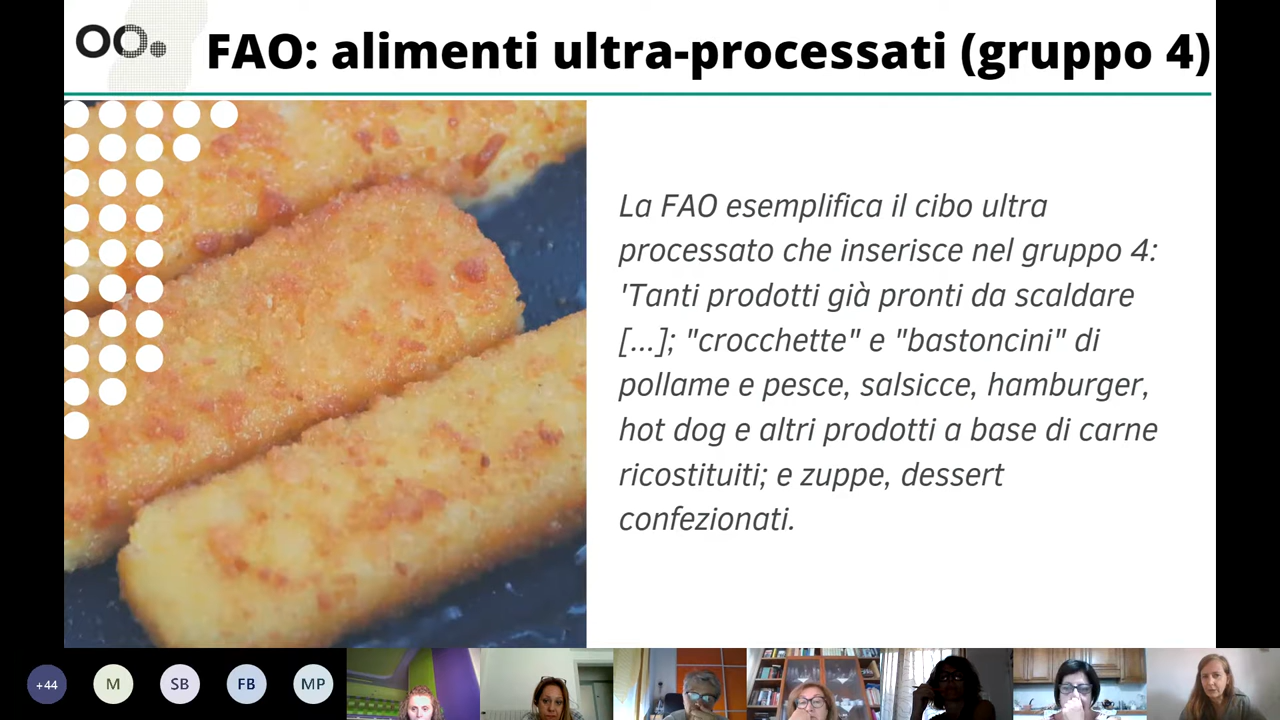 FAO: alimenti ultra-processati (gruppo 4)
La FAO esemplifica il cibo ultra
processato che inserisce nel gruppo 4:
'Tanti prodotti già pronti da scaldare
[...]; "crocchette" e "bastoncini" di
pollame e pesce, salsicce, hamburger,
hot dog e altri prodotti a base di carne
ricostituiti; e zuppe, dessert
confezionati.
+44
M
SB
FB
MP